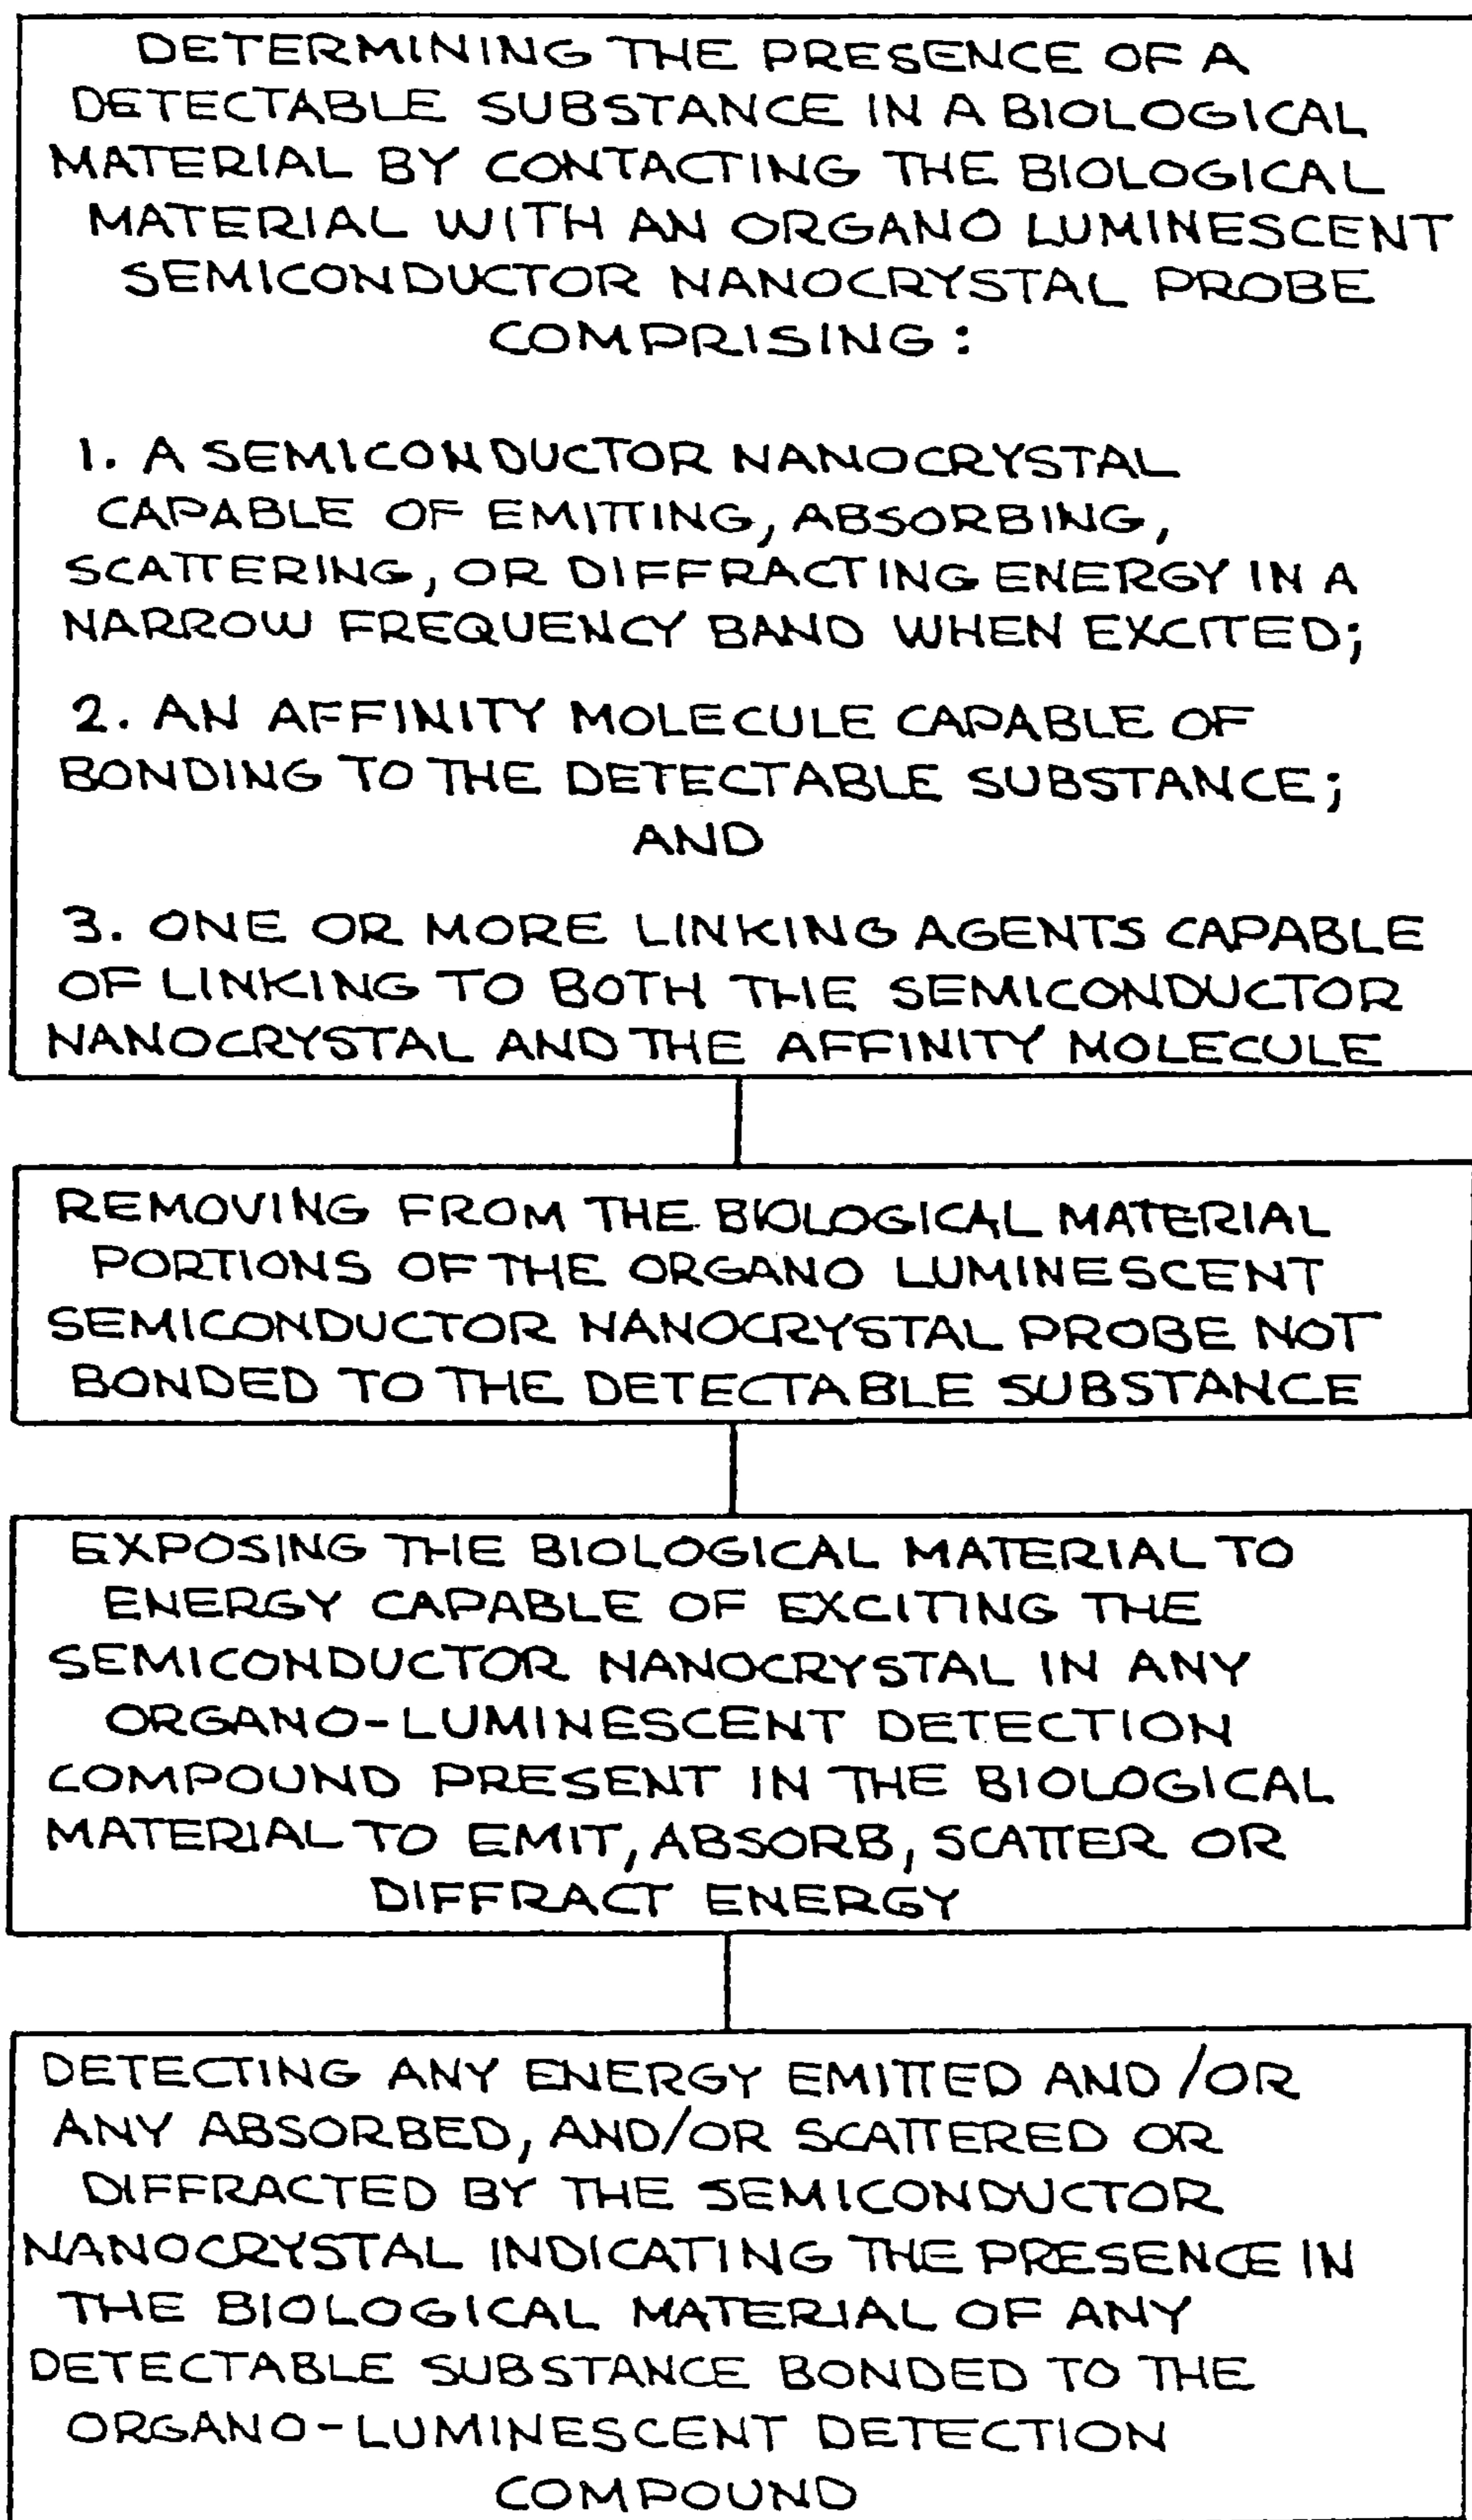 DETERMINING THE PRESENCE OF A
DETECTABLE SUBSTANCE IN A BIOLOGICAL
MATERIAL BY CONTACTING THE BIOLOGICAL
MATERIAL WITH AN ORGANO LUMINESCENT
SEMICONDUCTOR NANOCRYSTAL PROBE
COMPRISING:
1. A SEMICONDUCTOR NANOCRYSTAL
CAPABLE OF EMITTING, ABSORBING,
SCATTERING, OR DIFFRACTING ENERGY IN A
NARROW FREQUENCY BAND WHEN EXCITED;
2. AN AFFINITY MOLECULE CAPABLE OF
BONDING TO THE DETECTABLE SUBSTANCE;
AND
3. ONE OR MORE LINKING AGENTS CAPABLE
OF LINKING TO BOTH THE SEMICONDUCTOR
NANOCRYSTAL AND THE AFFINITY MOLECULE
REMOVING FROM THE BIOLOGICAL MATERIAL
PORTIONS OF THE ORGANO LUMINESCENT
SEMICONDUCTOR NANOCRYSTAL PROBE NOT
BONDED TO THE DETECTABLE SUBSTANCE
EXPOSING THE BIOLOGICAL MATERIAL TO
ENERGY CAPABLE OF EXCITING THE
SEMICONDUCTOR NANOCRYSTAL IN ANY
ORGANO-LUMINESCENT DETECTION
COMPOUND PRESENT IN THE BIOLOGICAL
MATERIAL TO EMIT, ABSORB, SCATTER OR
DIFFRACT ENERGY
DETECTING ANY ENERGY EMITTED AND/OR
ANY ABSORBED, AND/OR SCATTERED OR
DIFFRACTED BY THE SEMICONDUCTOR
NANOCRYSTAL INDICATING THE PRESENCE IN
THE BIOLOGICAL MATERIAL OF ANY
DETECTABLE SUBSTANCE BONDED TO THE
ORGANO-LUMINESCENT DETECTION
COMPOUND